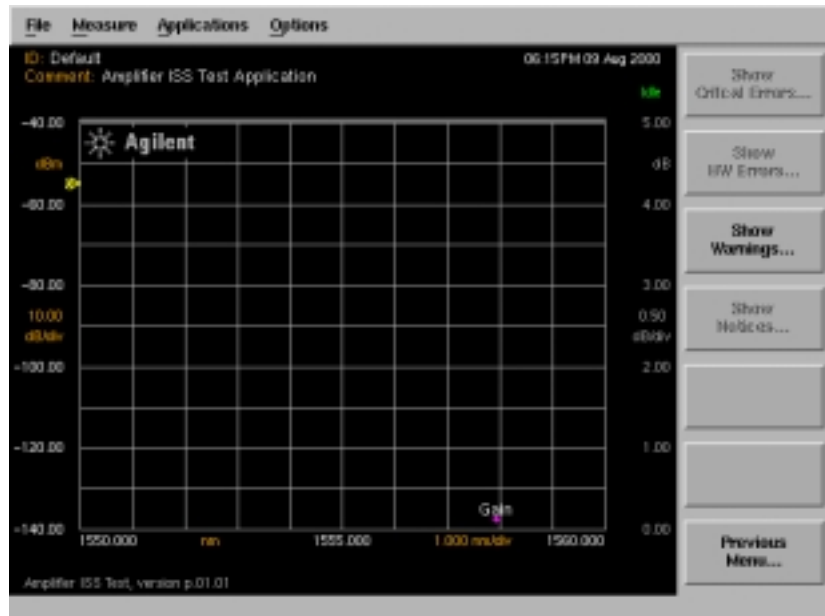 File Measure Applications Options
ID: Default
06:15PM 09 Aug 2000
Comment: Amplifier ISS Test Application
Idle
-40.00
5.00
Agilent
dBm
dB
-60.00
4.00
-80.00
3.00
10.00
0.50
dB/div
dB/div
-100.00
2.00
-120.00
1.00
Gain
-140.00
0.00
1550.000 nm 1555.000 1.000 nm/div 1560.000
Amplifier ISS Test, version p.01.01
Show
Critical Errors...
Show
HW Errors...
Show
Warnings...
Show
Notices...
Previous
Menu...